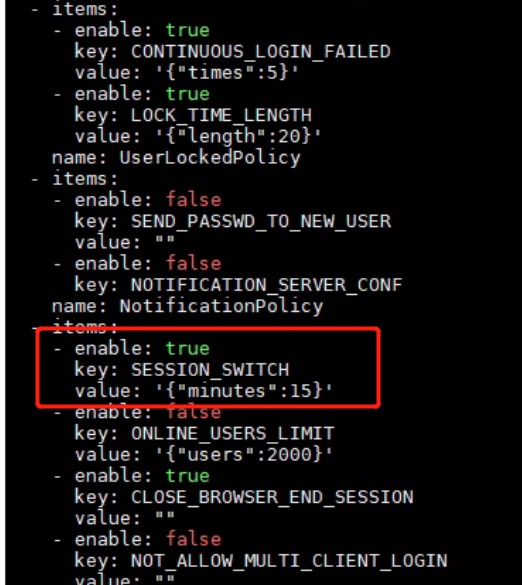 - items:
- enable: true
key: CONTINUOUS_LOGIN_FAILED
value: '{"times":5}'
- enable: true
key: LOCK_TIME_LENGTH
value: '{"length":20}'
name: UserLockedPolicy
- items:
- enable: false
key: SEND_PASSWD_TO_NEW_USER
value: ""
- enable: false
key: NOTIFICATION_SERVER_CONF
name: NotificationPolicy
- items:
- enable: true
key: SESSION_SWITCH
value: '{"minutes":15}'
- enable: false
key: ONLINE_USERS_LIMIT
value: '{"users":2000}'
- enable: true
key: CLOSE_BROWSER_END_SESSION
value: ""
- enable: false
key: NOT_ALLOW_MULTI_CLIENT_LOGIN
value: ""